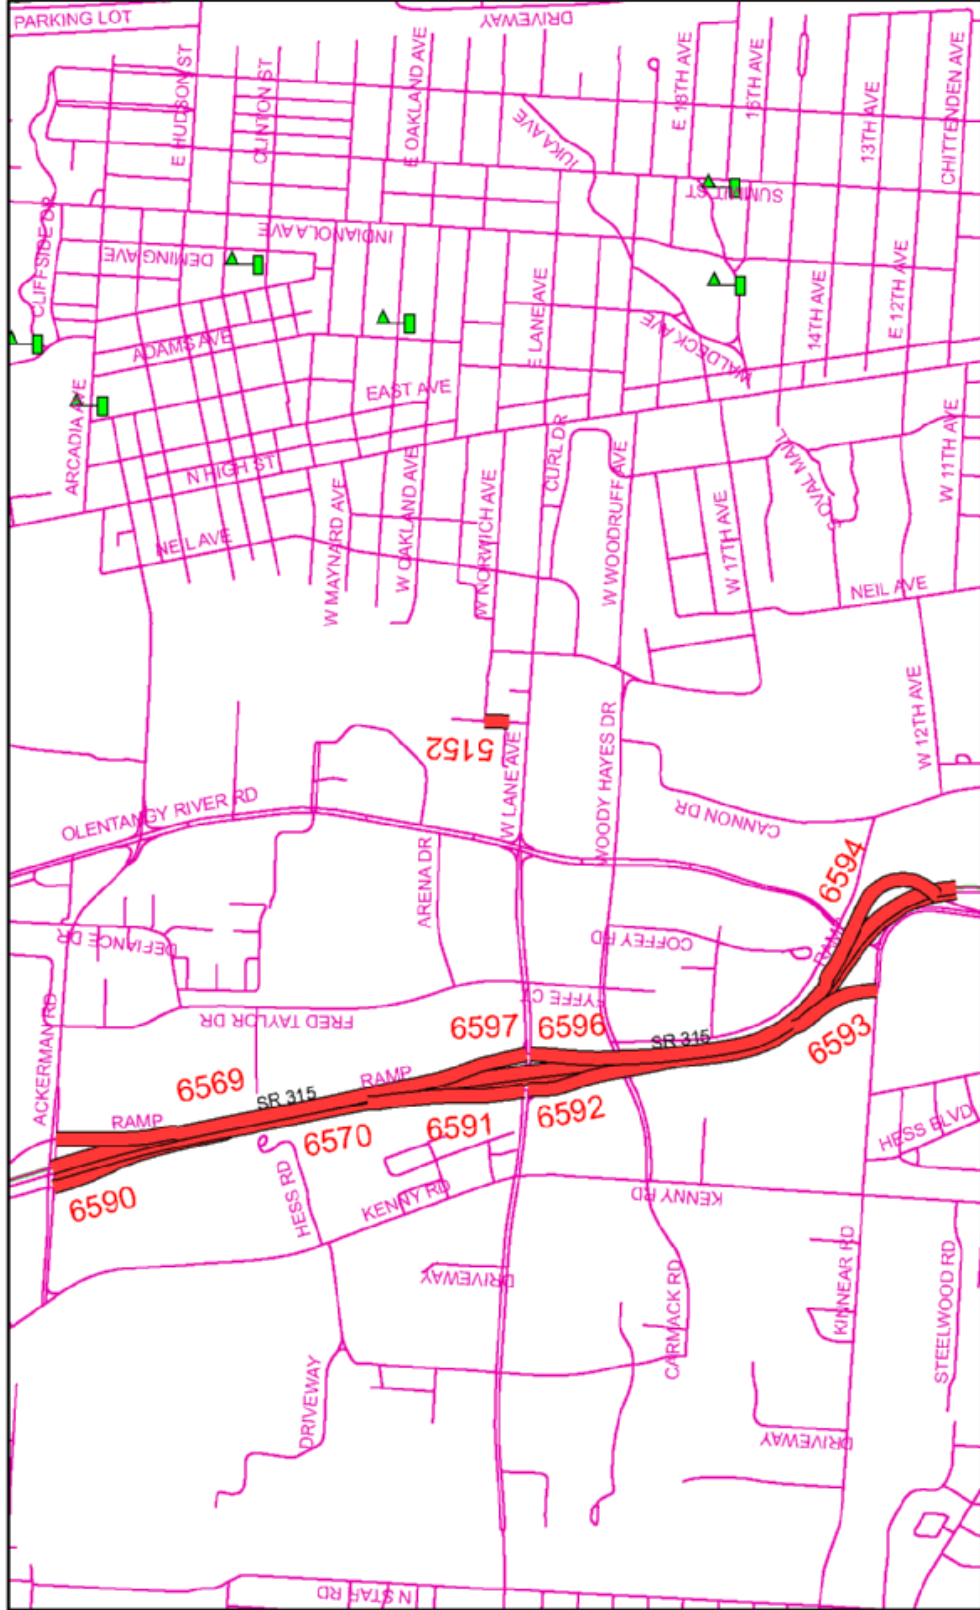 PARKING LOT
DRIVEWAY
E HUDSON ST
CLINTON ST
E OAKLAND AVE
IUKA AVE
E 18TH AVE
15TH AVE
13TH AVE
CHITTENDEN AVE
SUMMIT ST
CLIFFSIDE DR
DEMING AVE
INDIANOLA AVE
E LANE AVE
14TH AVE
E 12TH AVE
ADAMS AVE
WALDECK AVE
EAST AVE
ARCADIA AVE
N HIGH ST
CURL DR
S OVAL MALL
W 11TH AVE
NEIL AVE
W MAYNARD AVE
W OAKLAND AVE
W NORWICH AVE
W WOODRUFF AVE
W 17TH AVE
NEIL AVE
W 12TH AVE
5152
W LANE AVE
WOODY HAYES DR
CANNON DR
OLENTANGY RIVER RD
ARENA DR
6594
RAMP
DEFIANCE DR
COFFEY RD
FYFFE CT
ACKERMAN RD
FRED TAYLOR DR
6597
6596
SR 315
6593
6569
RAMP
SR 315
RAMP
6570
6591
6592
HESS BLVD
6590
HESS RD
KENNY RD
KENNY RD
DRIVEWAY
CARMACK RD
KINNEAR RD
STEELWOOD RD
DRIVEWAY
DRIVEWAY
N STAR RD